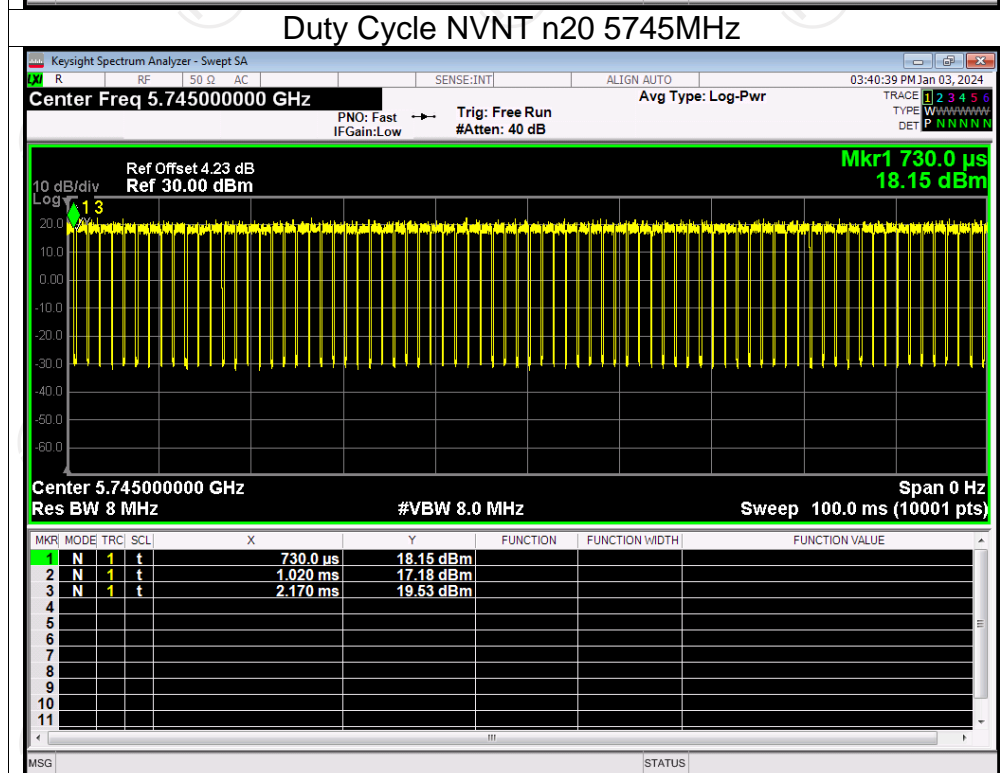 Duty Cycle NVNT n20 5745MHz
Keysight Spectrum Analyzer - Swept SA
LXI R RF 50 Ω AC SENSE:INT ALIGN AUTO 03:40:39 PM Jan 03, 2024
Center Freq 5.745000000 GHz Avg Type: Log-Pwr TRACE 1 2 3 4 5 6
PNO: Fast Trig: Free Run TYPE WWWWWW
IFGain:Low #Atten: 40 dB DET P N N N N N
Mkr1 730.0 µs
18.15 dBm
Ref Offset 4.23 dB
10 dB/div Ref 30.00 dBm
Log
1 3
20.0
10.0
0.00
-10.0
-20.0
-30.0
-40.0
-50.0
-60.0
Center 5.745000000 GHz Span 0 Hz
Res BW 8 MHz #VBW 8.0 MHz Sweep 100.0 ms (10001 pts)
MKR MODE TRC SCL X Y FUNCTION FUNCTION WIDTH FUNCTION VALUE
1 N 1 t 730.0 µs 18.15 dBm
2 N 1 t 1.020 ms 17.18 dBm
3 N 1 t 2.170 ms 19.53 dBm
4
5
6
7
8
9
10
11
MSG STATUS